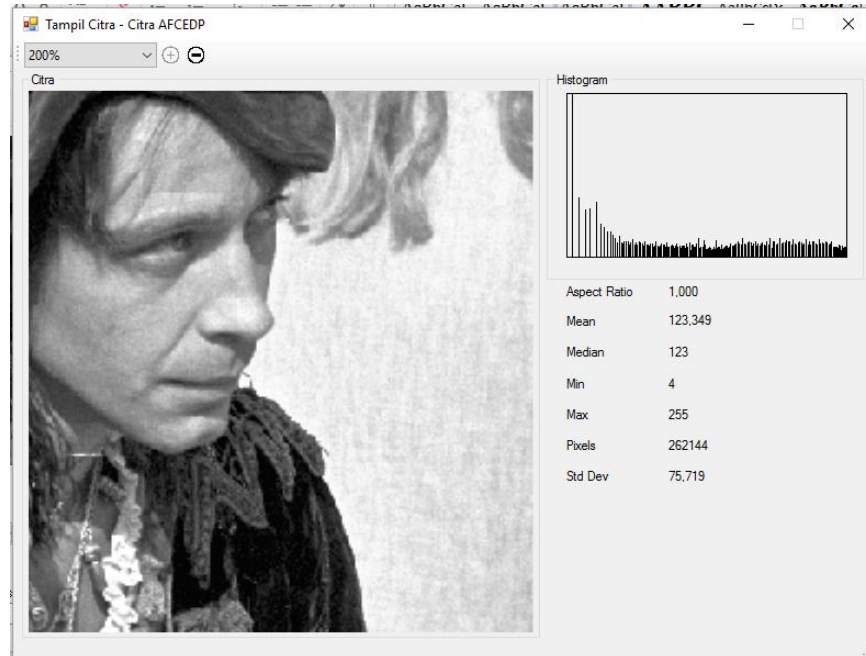 Tampil Citra - Citra AFCEDP
200%
Citra
Histogram
Aspect Ratio 1,000
Mean 123,349
Median 123
Min 4
Max 255
Pixels 262144
Std Dev 75,719